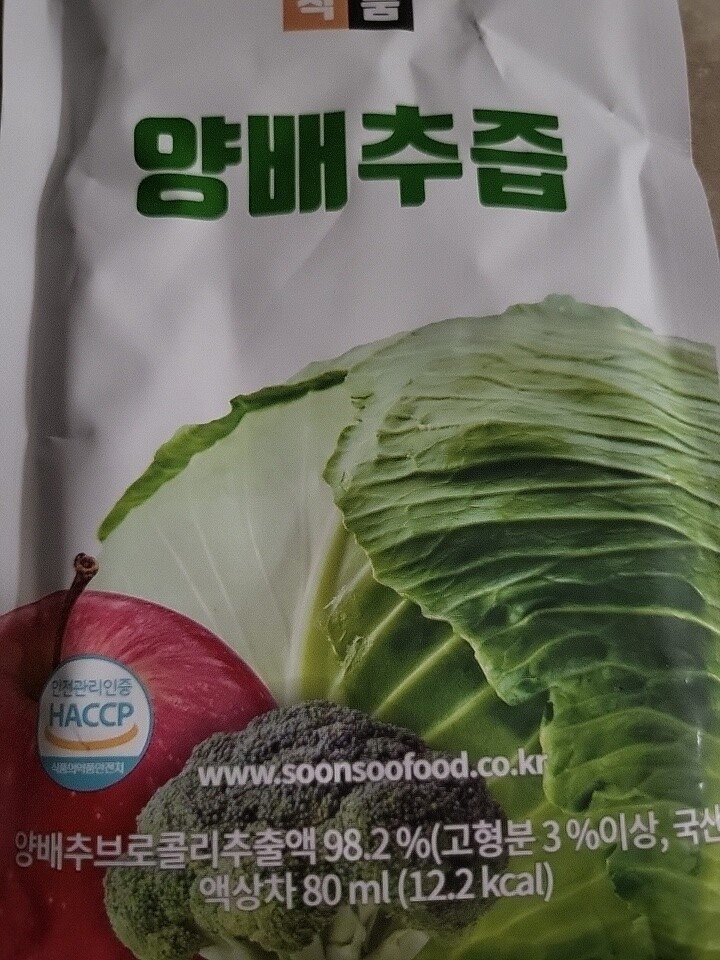 식품
양배추즙
안전관리인증
HACCP
식품의약품안전처
www.soonsoofood.co.kr
양배추브로콜리추출액 98.2 %(고형분 3 %이상, 국산
액상차 80 ml (12.2 kcal)